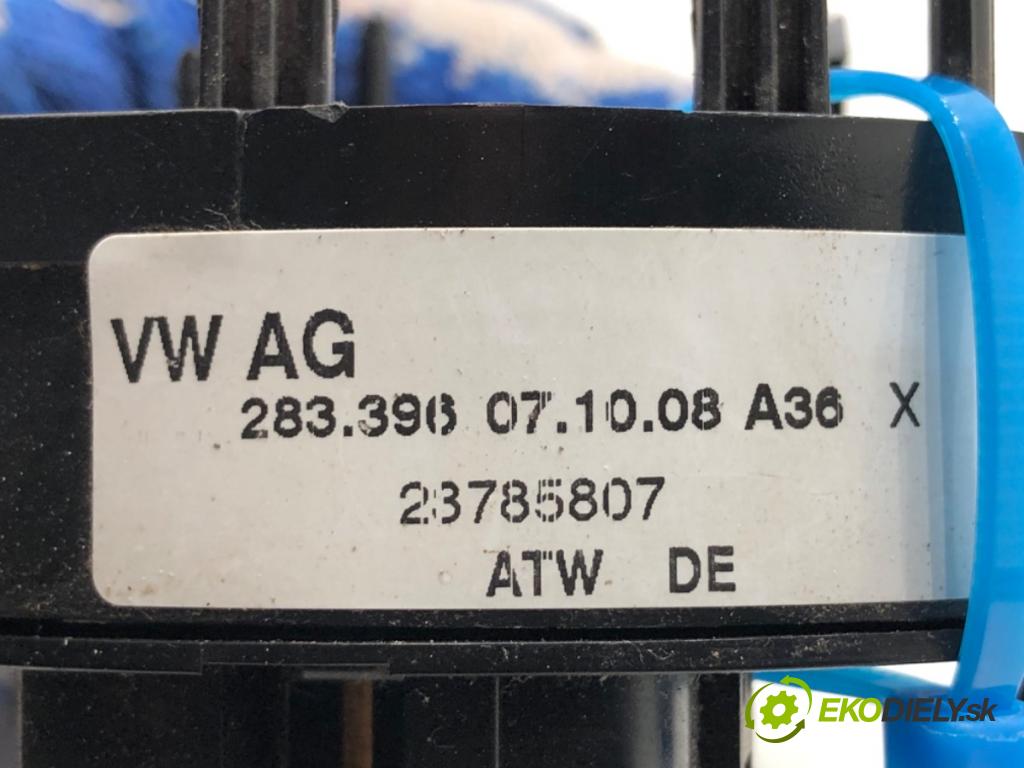 VW AG
283.396 07.10.08 A36 X
23785807
ATW DE
EKODIELY.sk